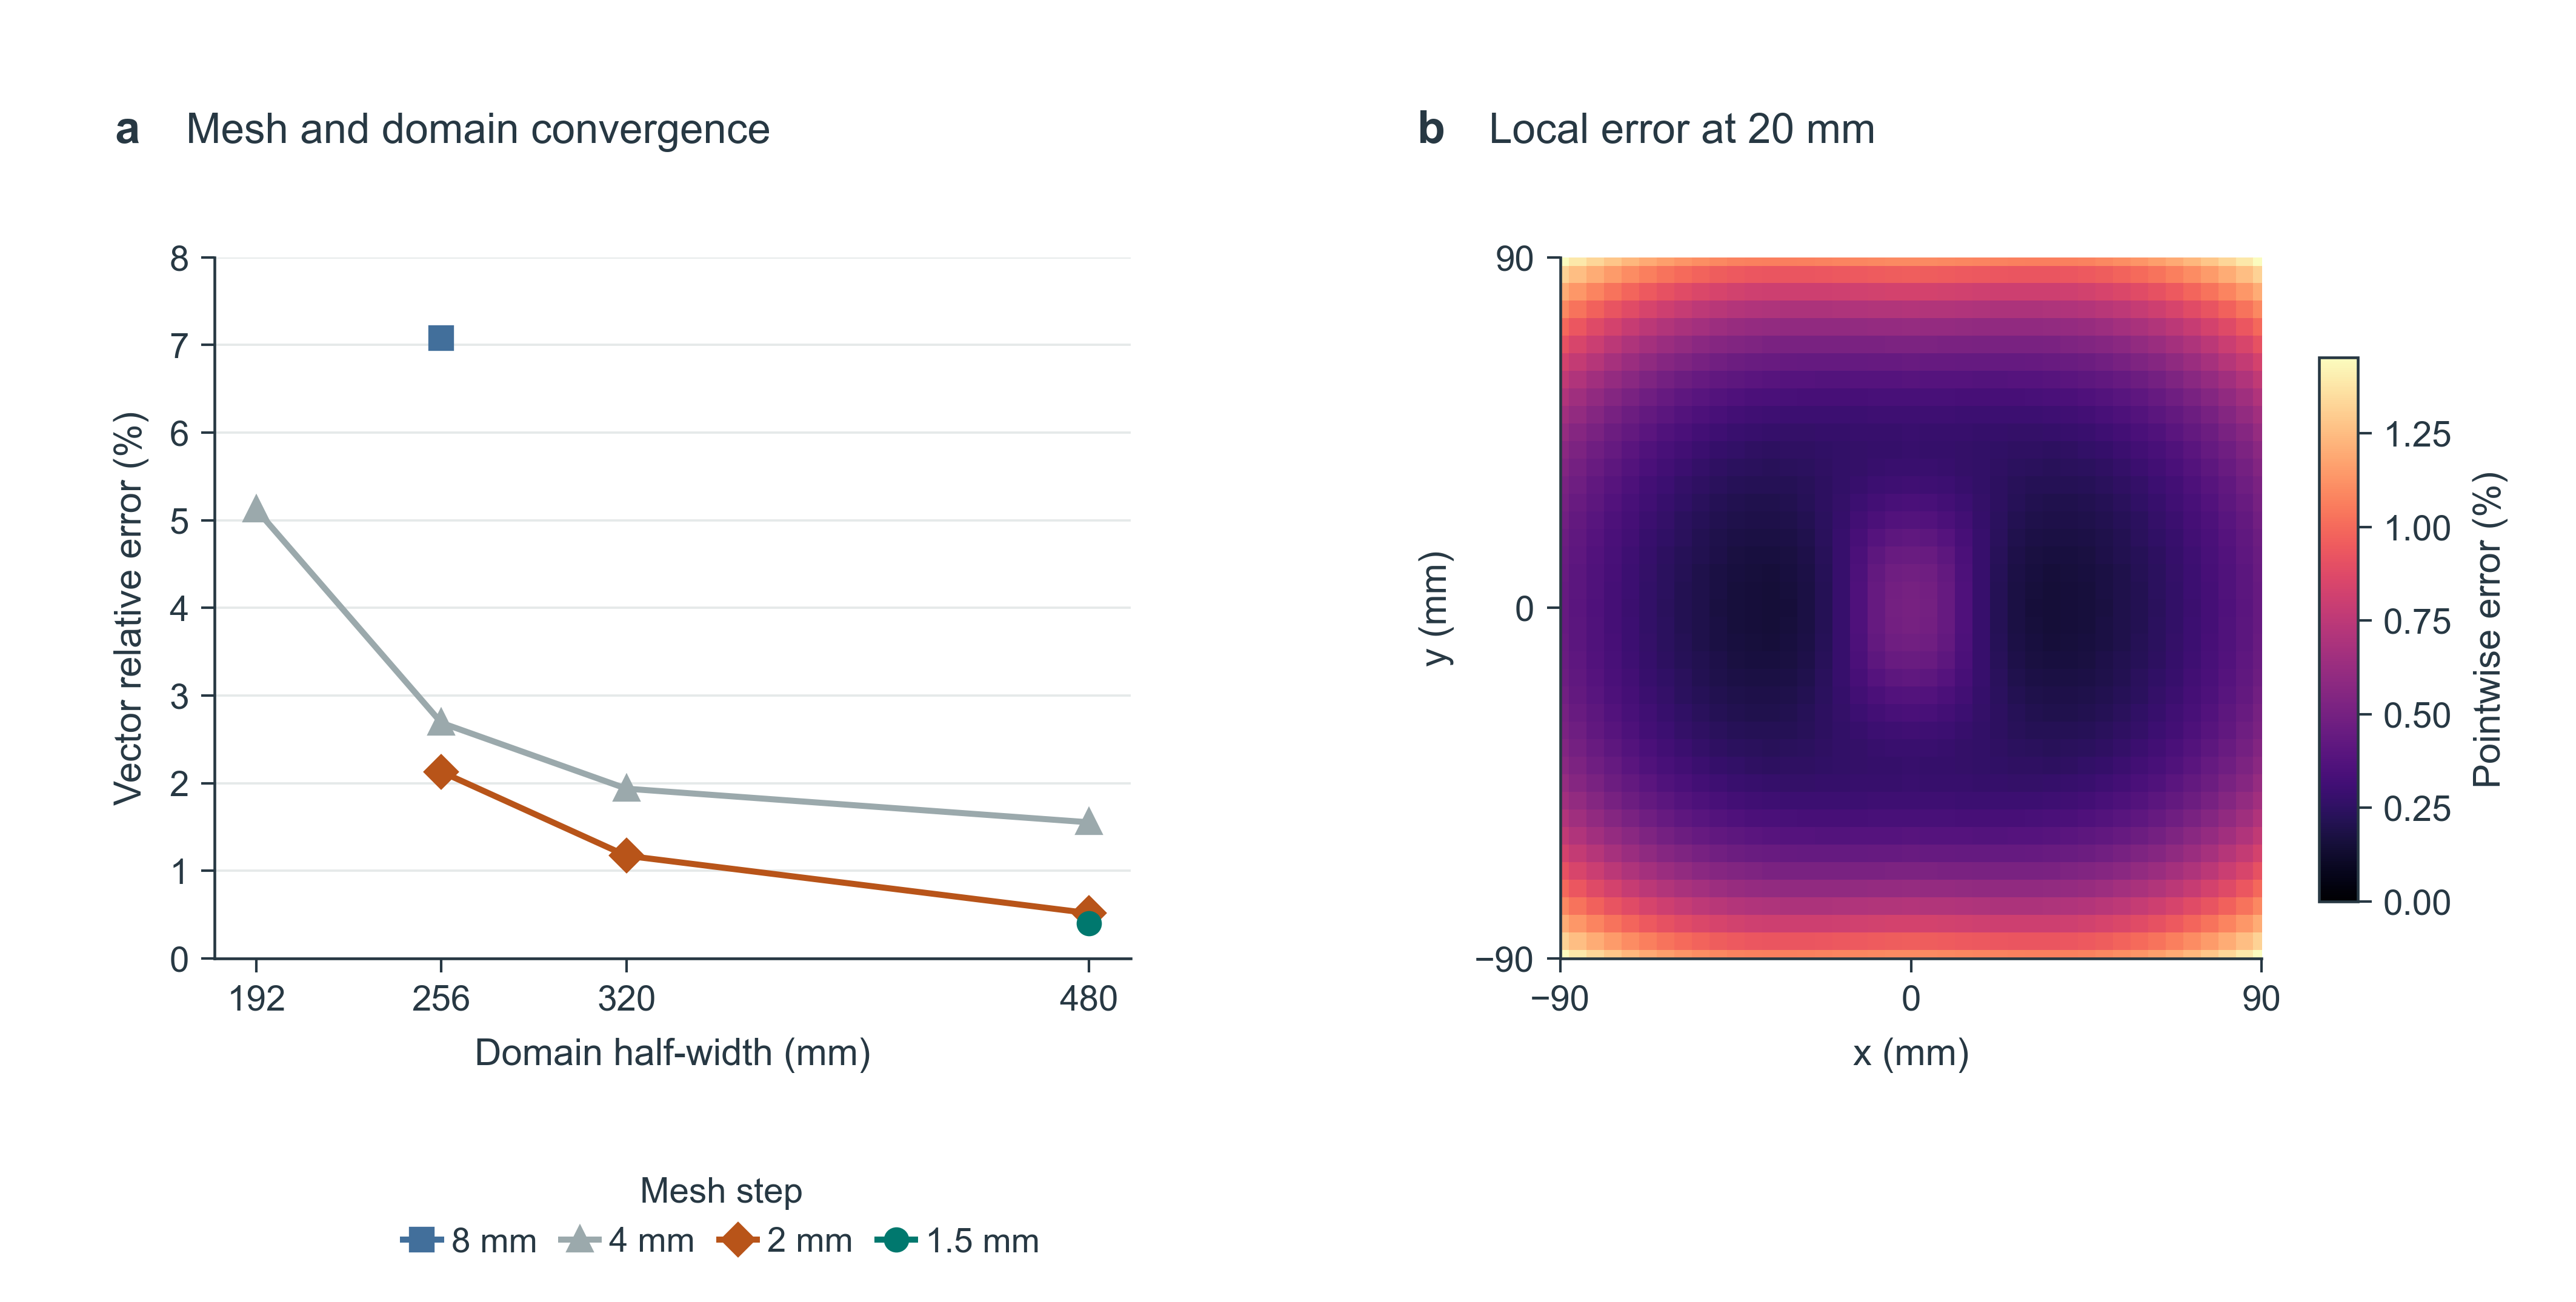 a Mesh and domain convergence
8
7
6
5
4
3
2
1
0
Vector relative error (%)
192 256 320 480
Domain half-width (mm)
Mesh step
8 mm 4 mm 2 mm 1.5 mm
b Local error at 20 mm
90
0
−90
y (mm)
−90 0 90
x (mm)
1.25
1.00
0.75
0.50
0.25
0.00
Pointwise error (%)